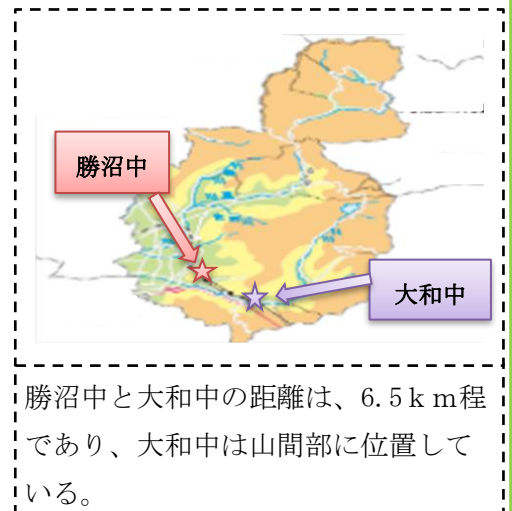 勝沼中
大和中
勝沼中と大和中の距離は、6.5ｋｍ程
であり、大和中は山間部に位置して
いる。